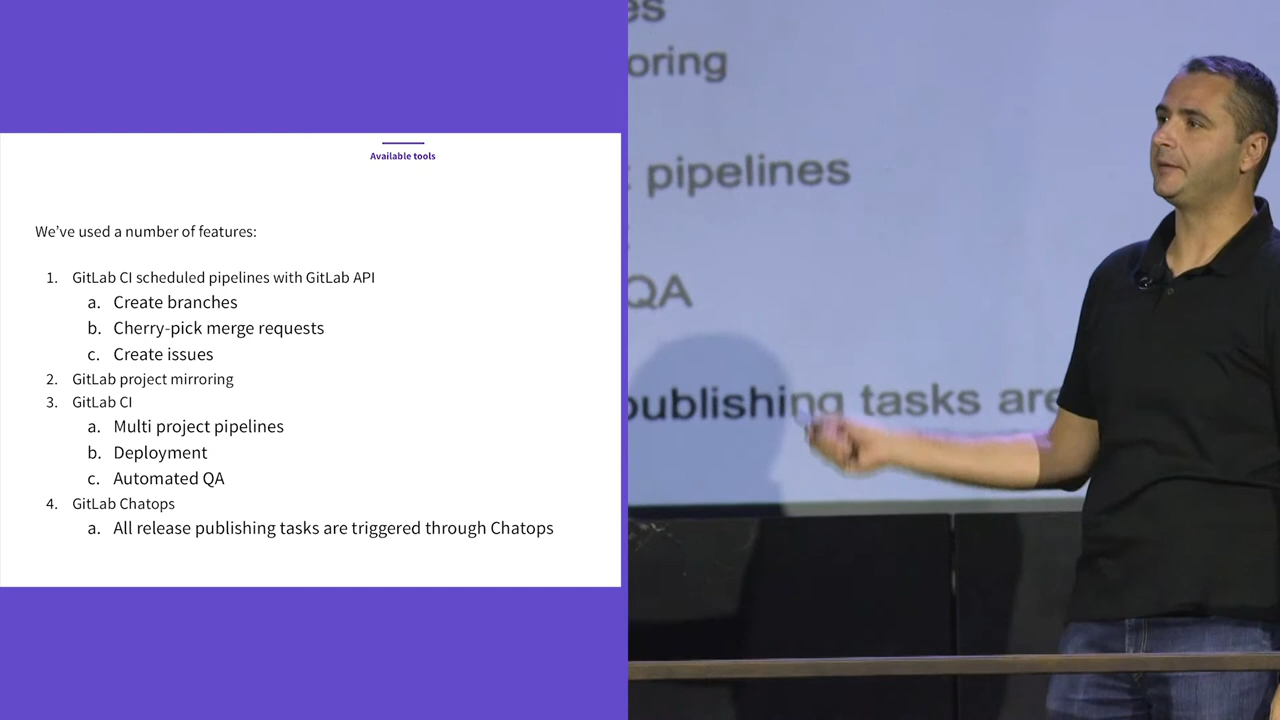 Available tools
We've used a number of features:
1. GitLab CI scheduled pipelines with GitLab API
a. Create branches
b. Cherry-pick merge requests
c. Create issues
2. GitLab project mirroring
3. GitLab CI
a. Multi project pipelines
b. Deployment
c. Automated QA
4. GitLab Chatops
a. All release publishing tasks are triggered through Chatops
es
oring
pipelines
QA
publishing tasks are